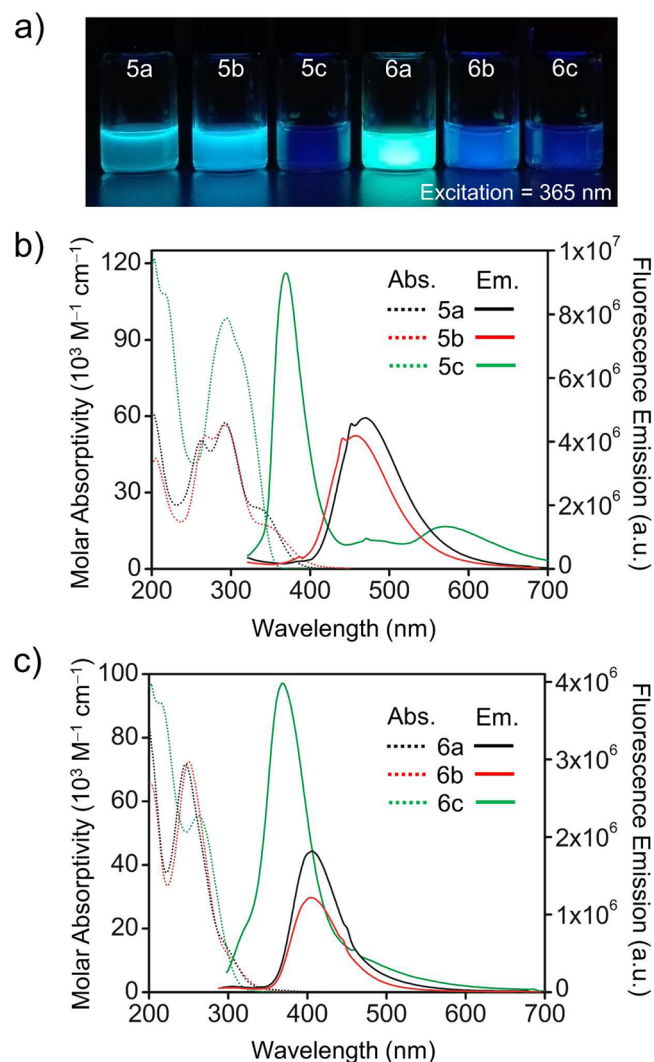 a)
5a 5b 5c 6a 6b 6c
Excitation = 365 nm
b)
Molar Absorptivity (10³ M⁻¹ cm⁻¹)
120
90
60
30
0
Abs. Em.
5a
5b
5c
1x10⁷
8x10⁶
6x10⁶
4x10⁶
2x10⁶
0
Fluorescence Emission (a.u.)
200 300 400 500 600 700
Wavelength (nm)
c)
Molar Absorptivity (10³ M⁻¹ cm⁻¹)
100
80
60
40
20
0
Abs. Em.
6a
6b
6c
4x10⁶
3x10⁶
2x10⁶
1x10⁶
0
Fluorescence Emission (a.u.)
200 300 400 500 600 700
Wavelength (nm)